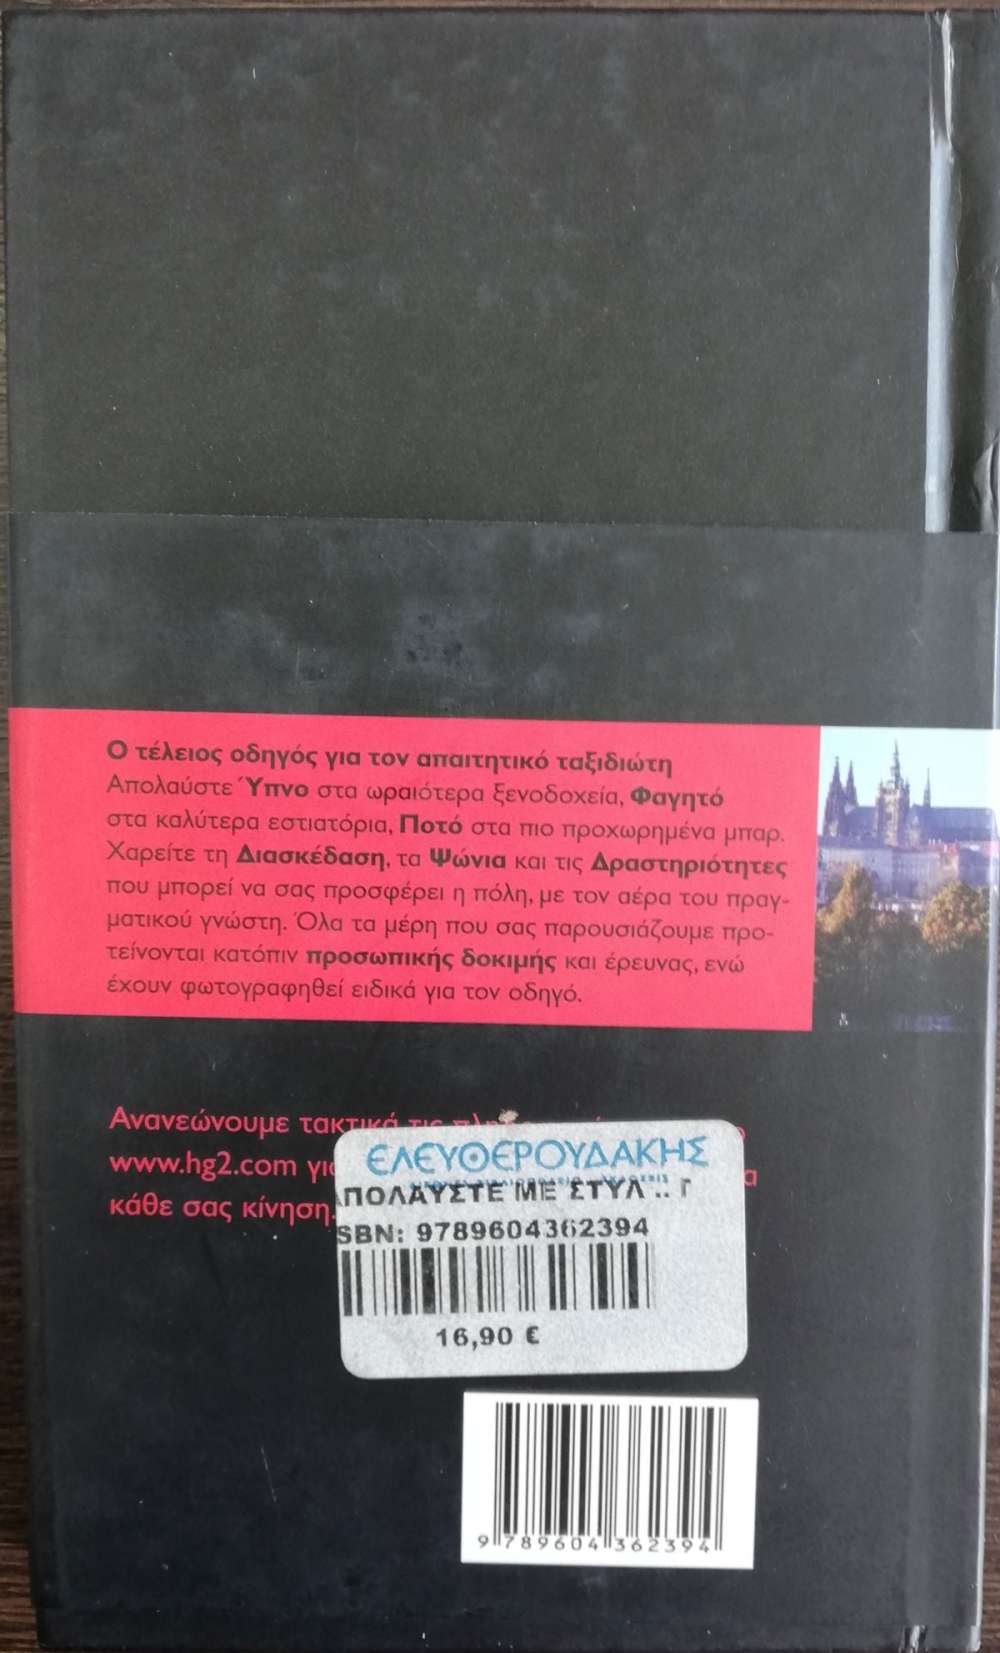 Ο τέλειος οδηγός για τον απαιτητικό ταξιδιώτη
Απολαύστε Ύπνο στα ωραιότερα ξενοδοχεία, Φαγητό
στα καλύτερα εστιατόρια, Ποτό στα πιο προχωρημένα μπαρ.
Χαρείτε τη Διασκέδαση, τα Ψώνια και τις Δραστηριότητες
που μπορεί να σας προσφέρει η πόλη, με τον αέρα του πραγ-
ματικού γνώστη. Όλα τα μέρη που σας παρουσιάζουμε προ-
τείνονται κατόπιν προσωπικής δοκιμής και έρευνας, ενώ
έχουν φωτογραφηθεί ειδικά για τον οδηγό.
Ανανεώνουμε τακτικά τις
www.hg2.com για
κάθε σας κίνηση.
ΕΛΕΥΘΕΡΟΥΔΑΚΗΣ
ΑΠΟΛΑΥΣΤΕ ΜΕ ΣΤΥΛ .. Π
SBN: 9789604362394
16,90 €
9 789604 362394